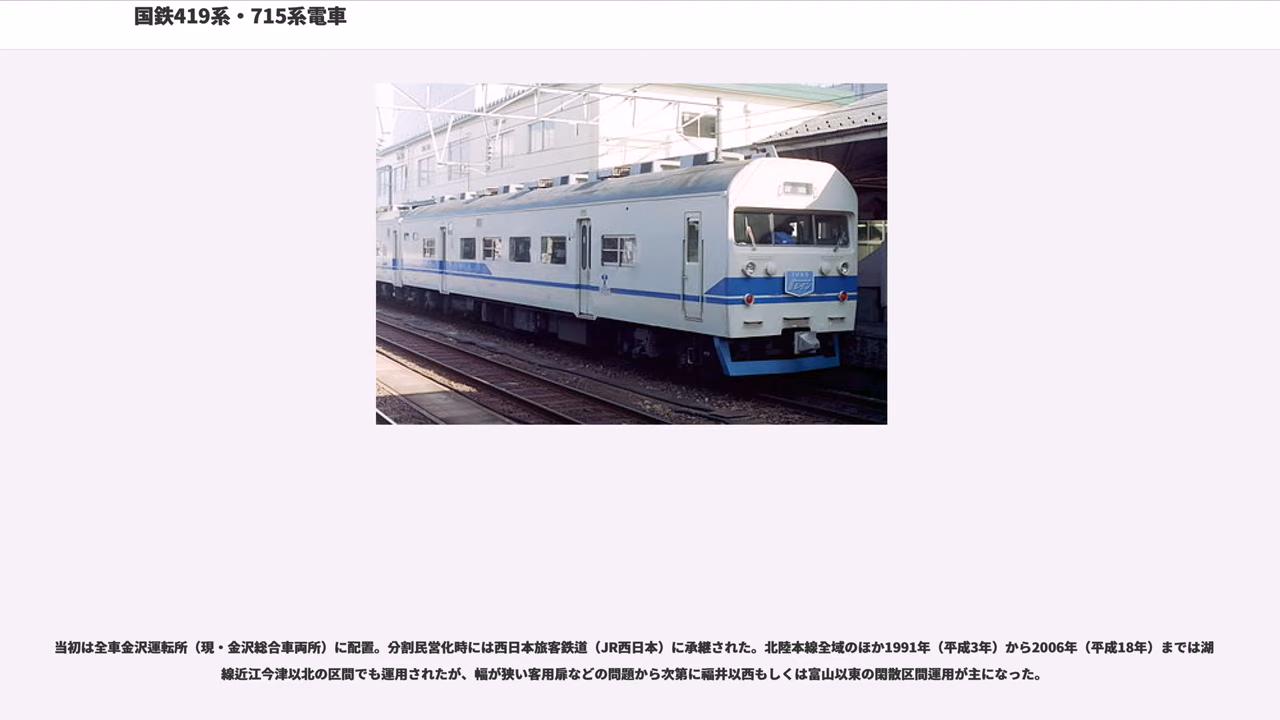 国鉄419系・715系電車
当初は全車金沢運転所（現・金沢総合車両所）に配置。分割民営化時には西日本旅客鉄道（JR西日本）に承継された。北陸本線全域のほか1991年（平成3年）から2006年（平成18年）までは湖
線近江今津以北の区間でも運用されたが、幅が狭い客用扉などの問題から次第に福井以西もしくは富山以東の閑散区間運用が主になった。